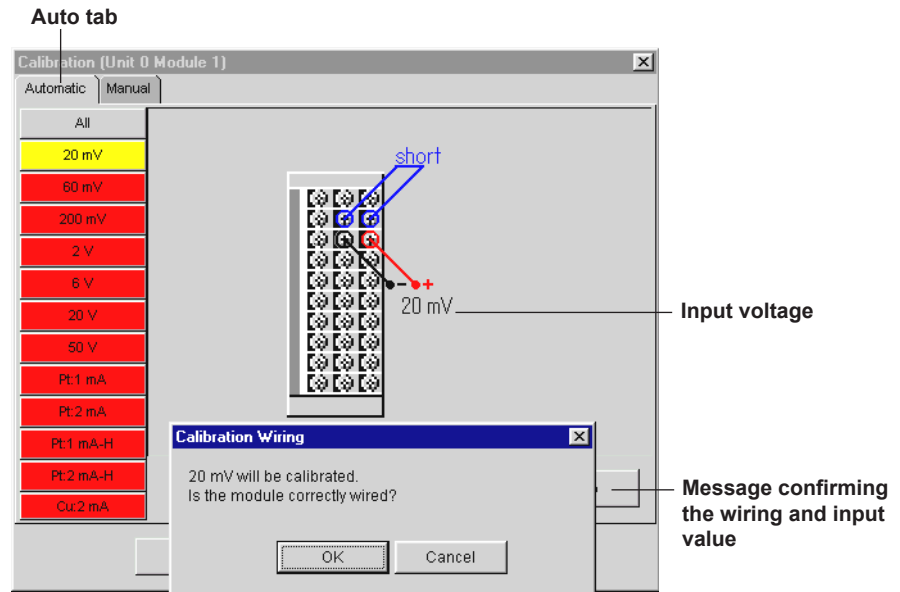 Auto tab
Calibration (Unit 0 Module 1)
Automatic
Manual
All
20 mV
60 mV
200 mV
2 V
6 V
20 V
50 V
Pt:1 mA
Pt:2 mA
Pt:1 mA-H
Pt:2 mA-H
Cu:2 mA
short
- +
20 mV
Input voltage
Calibration Wiring
20 mV will be calibrated.
Is the module correctly wired?
OK
Cancel
Message confirming
the wiring and input
value